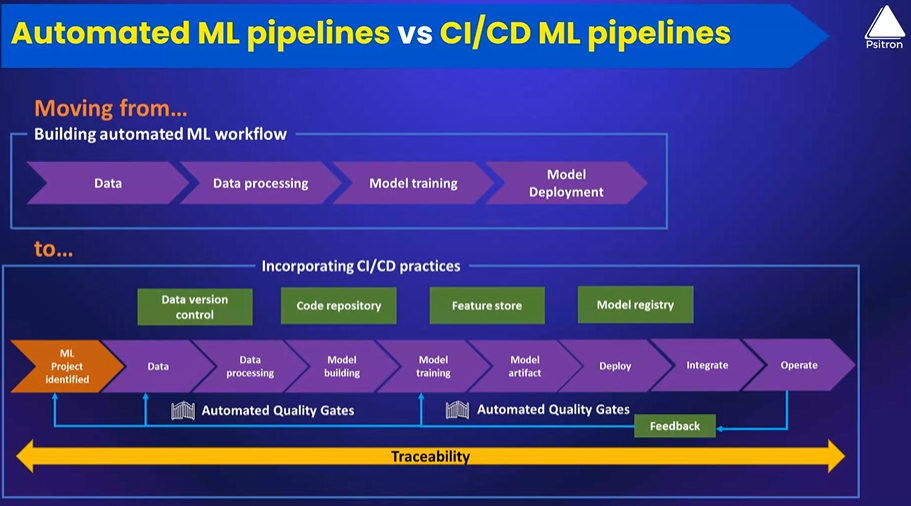 Automated ML pipelines vs CI/CD ML pipelines
Psitron
Moving from...
Building automated ML workflow
Data
Data processing
Model training
Model
Deployment
to...
Incorporating CI/CD practices
Data version
control
Code repository
Feature store
Model registry
ML
Project
identified
Data
Data
processing
Model
building
Model
training
Model
artifact
Deploy
Integrate
Operate
Automated Quality Gates
Automated Quality Gates
Feedback
Traceability